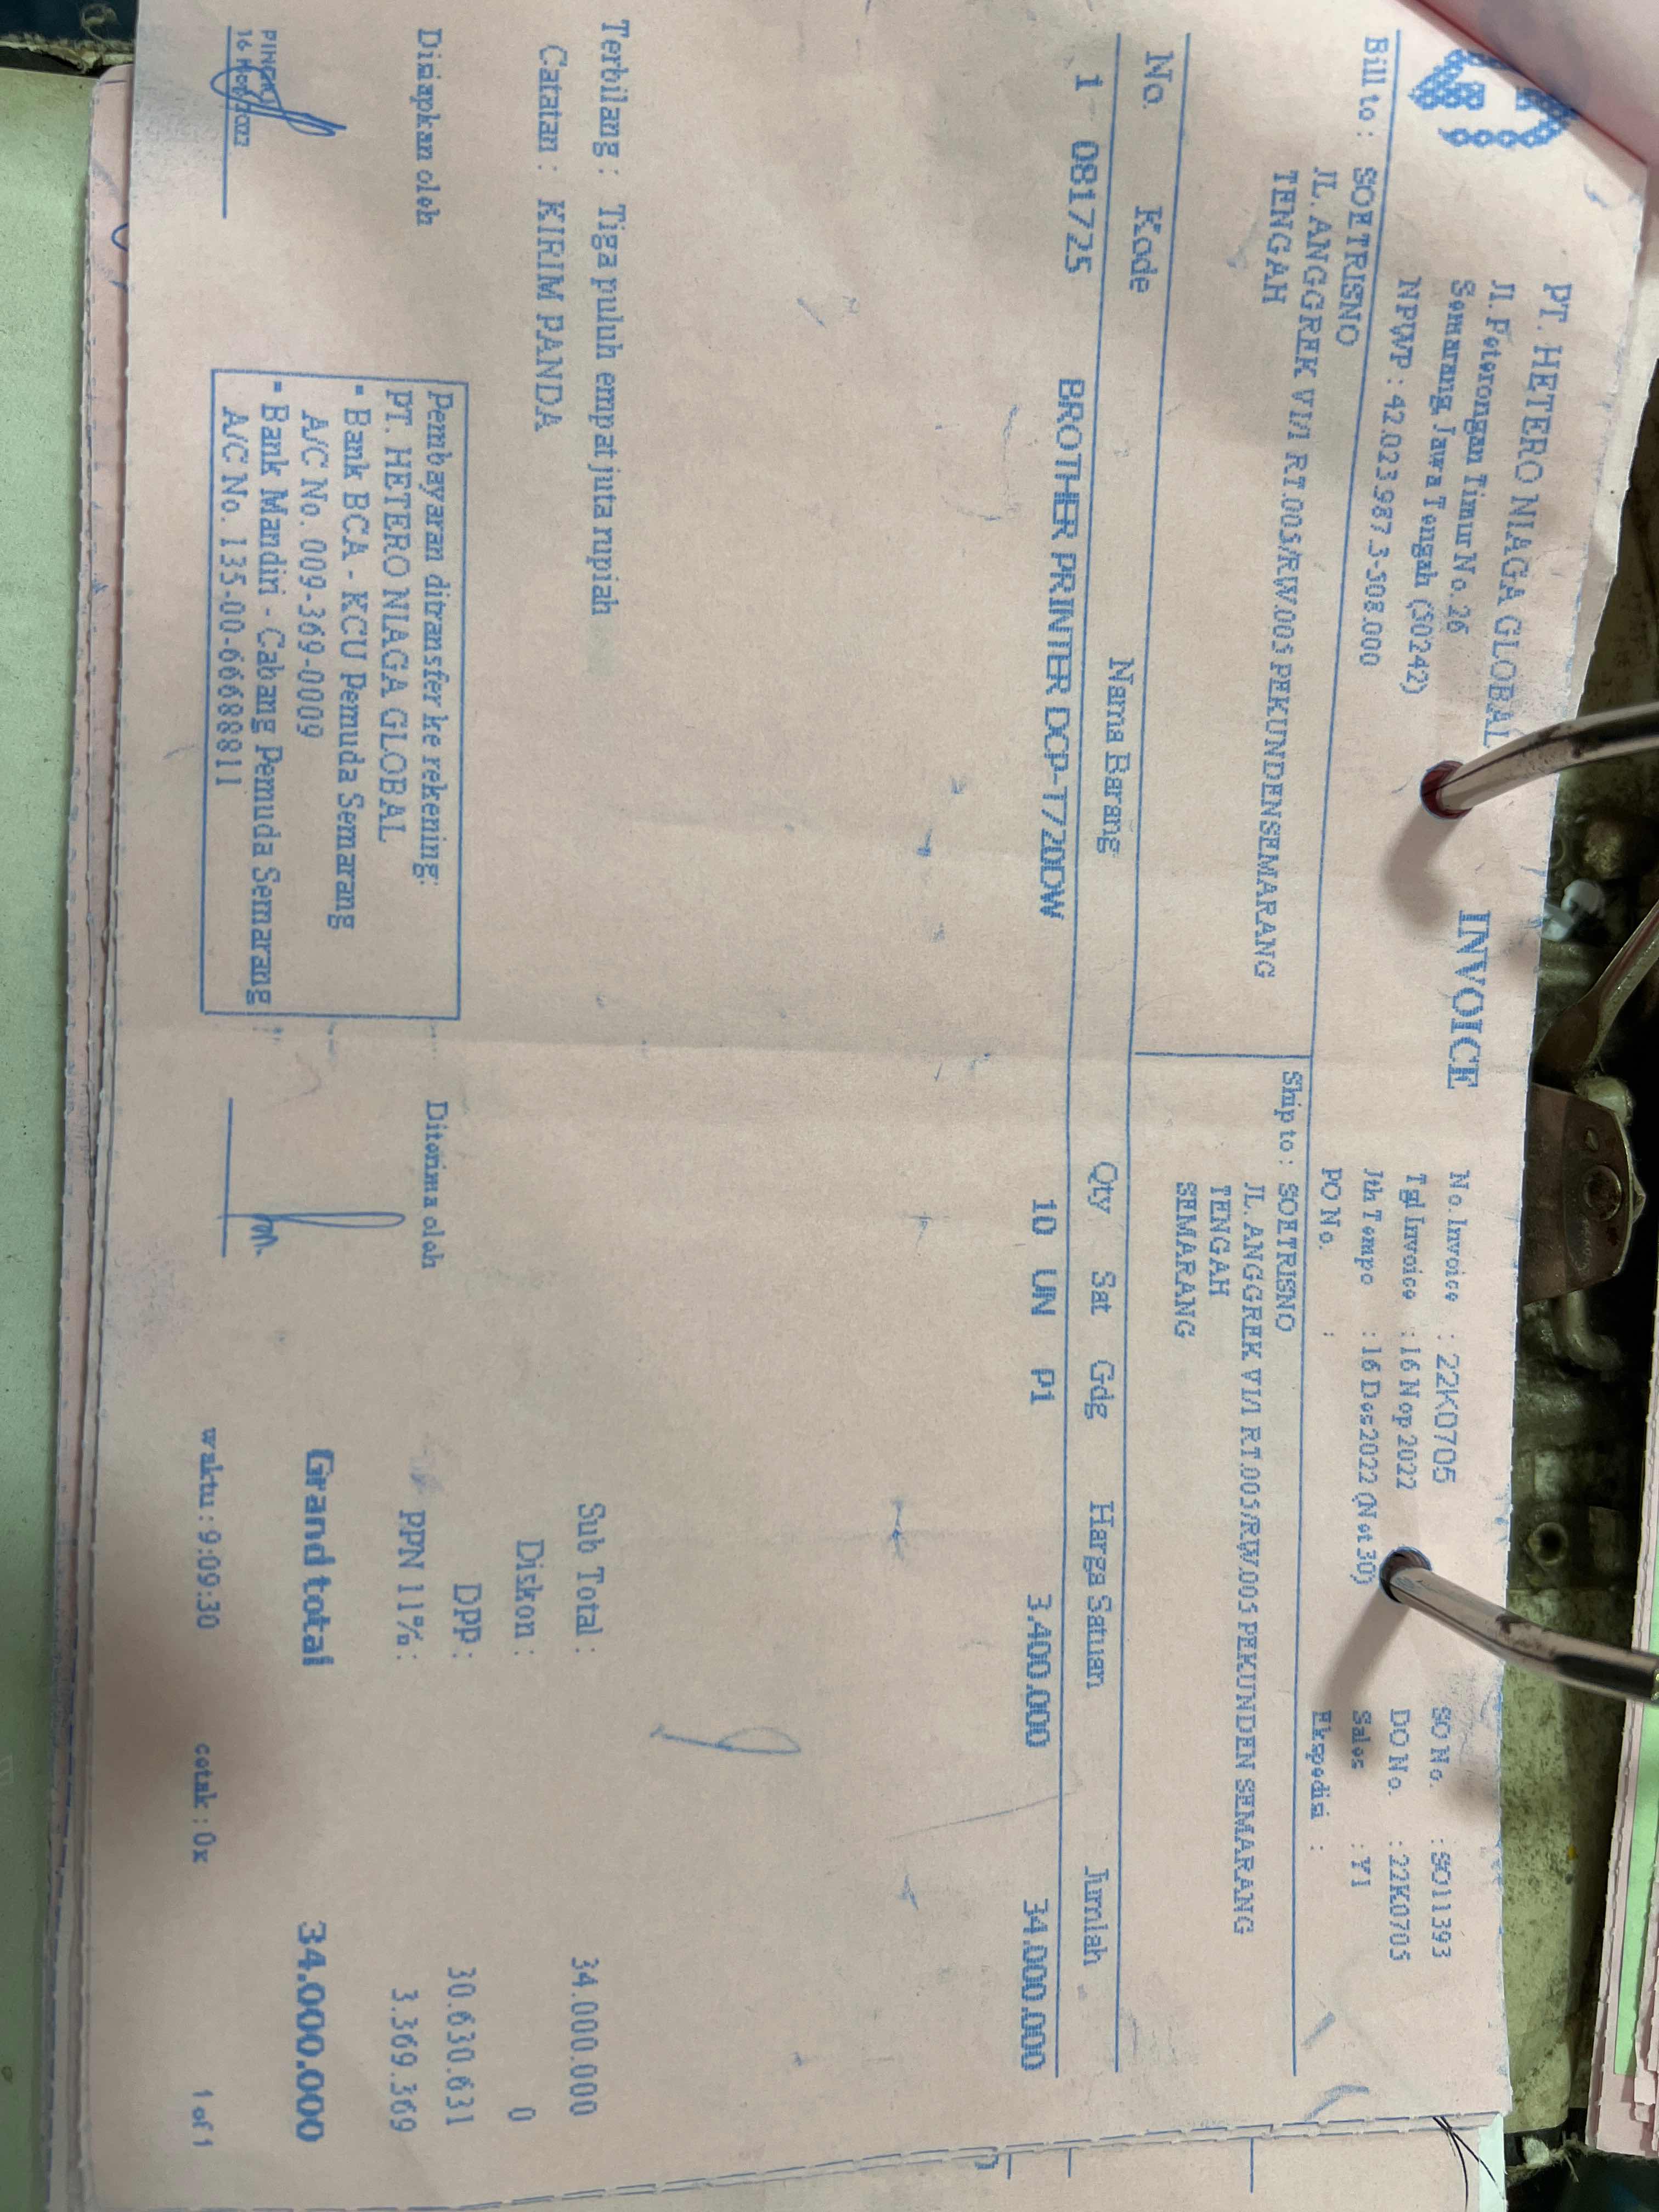 PT. HETERO NIAGA GLOBAL
Jl. Peterongan Timur No. 26
Semarang Jawa Tengah (50242)
NPWP : 42.023.987.3-508.000
INVOICE
No. Invoice : 22K0705
Tgl Invoice : 16 Nop 2022
Jth Tempo : 16 Des 2022 (Net 30)
PO No. :
SO No. : SO11393
DO No. : 22K0705
Sales : Y1
Ekspedisi :
Bill to : SOETRISNO
JL. ANGGREK VI/1 RT.005/RW.005 PEKUNDENSEMARANG
TENGAH
Ship to : SOETRISNO
JL. ANGGREK VI/1 RT.005/RW.005 PEKUNDEN SEMARANG
TENGAH
SEMARANG
No. Kode Nama Barang Qty Sat Gdg Harga Satuan Jumlah
1 081725 BROTHER PRINTER DCP-T720DW 10 UN P1 3.400.000 34.000.000
Terbilang : Tiga puluh empat juta rupiah
Catatan : KIRIM PANDA
Sub Total : 34.000.000
Diskon : 0
DPP : 30.630.631
PPN 11% : 3.369.369
Grand total 34.000.000
Disiapkan oleh
16 Nop 2022
Pembayaran ditransfer ke rekening:
PT. HETERO NIAGA GLOBAL
- Bank BCA - KCU Pemuda Semarang
A/C No. 009-369-0009
- Bank Mandiri - Cabang Pemuda Semarang
A/C No. 135-00-6668881 1
Diterima oleh
waktu : 9:09:30 cetak : 0x 1 of 1